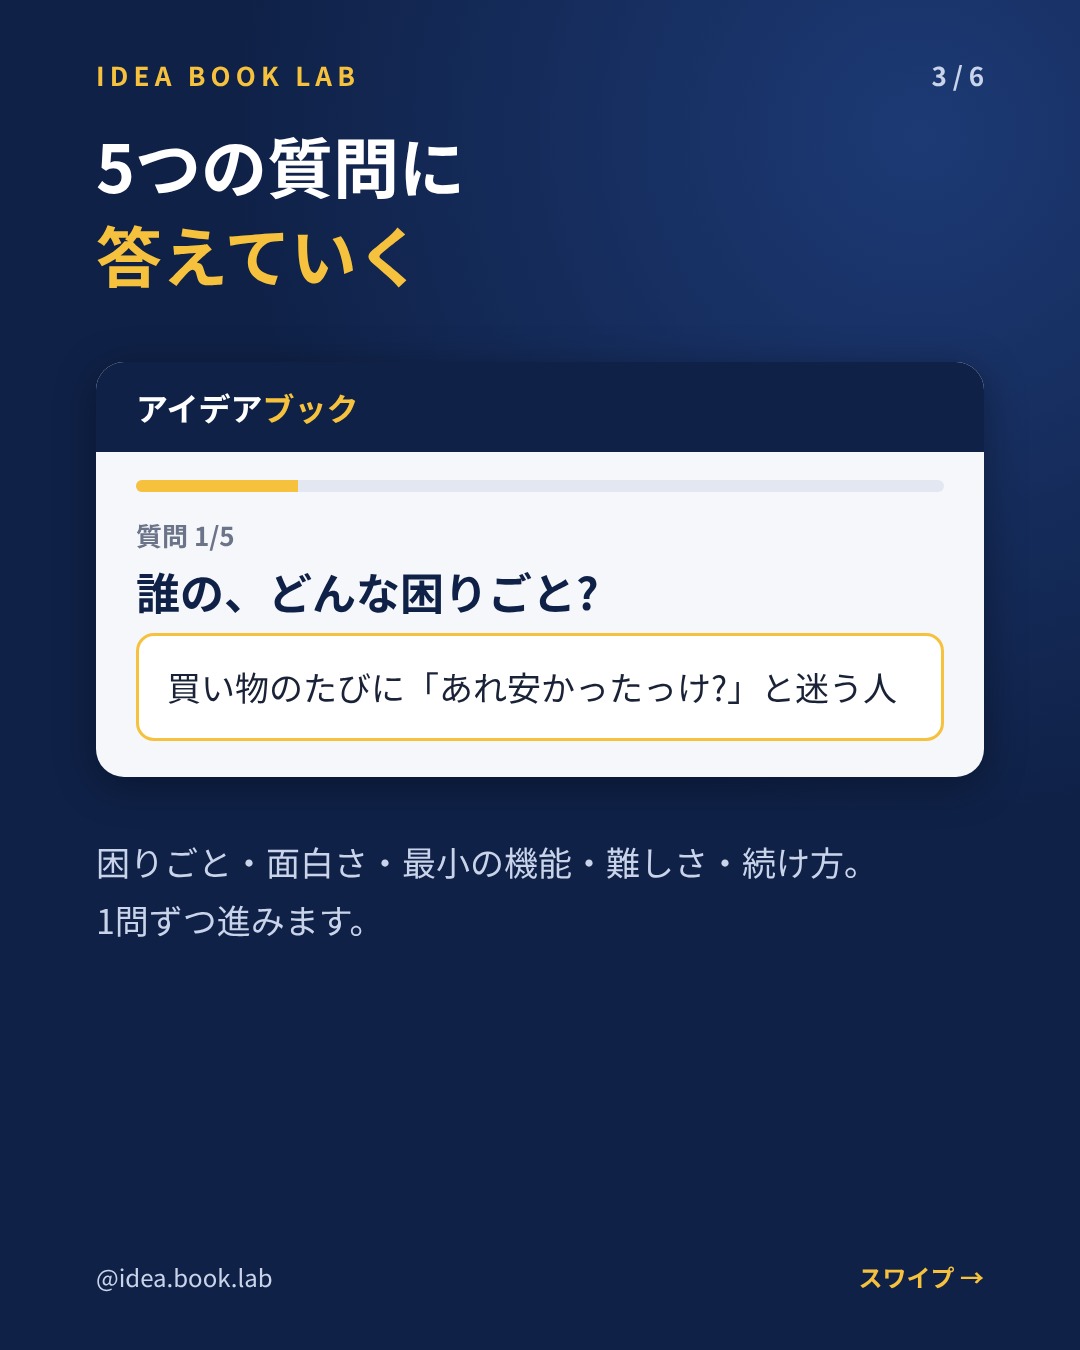 IDEA BOOK LAB
3 / 6
5つの質問に
答えていく
アイデアブック
質問 1/5
誰の、どんな困りごと?
買い物のたびに「あれ安かったっけ?」と迷う人
困りごと・面白さ・最小の機能・難しさ・続け方。
1問ずつ進みます。
@idea.book.lab
スワイプ →